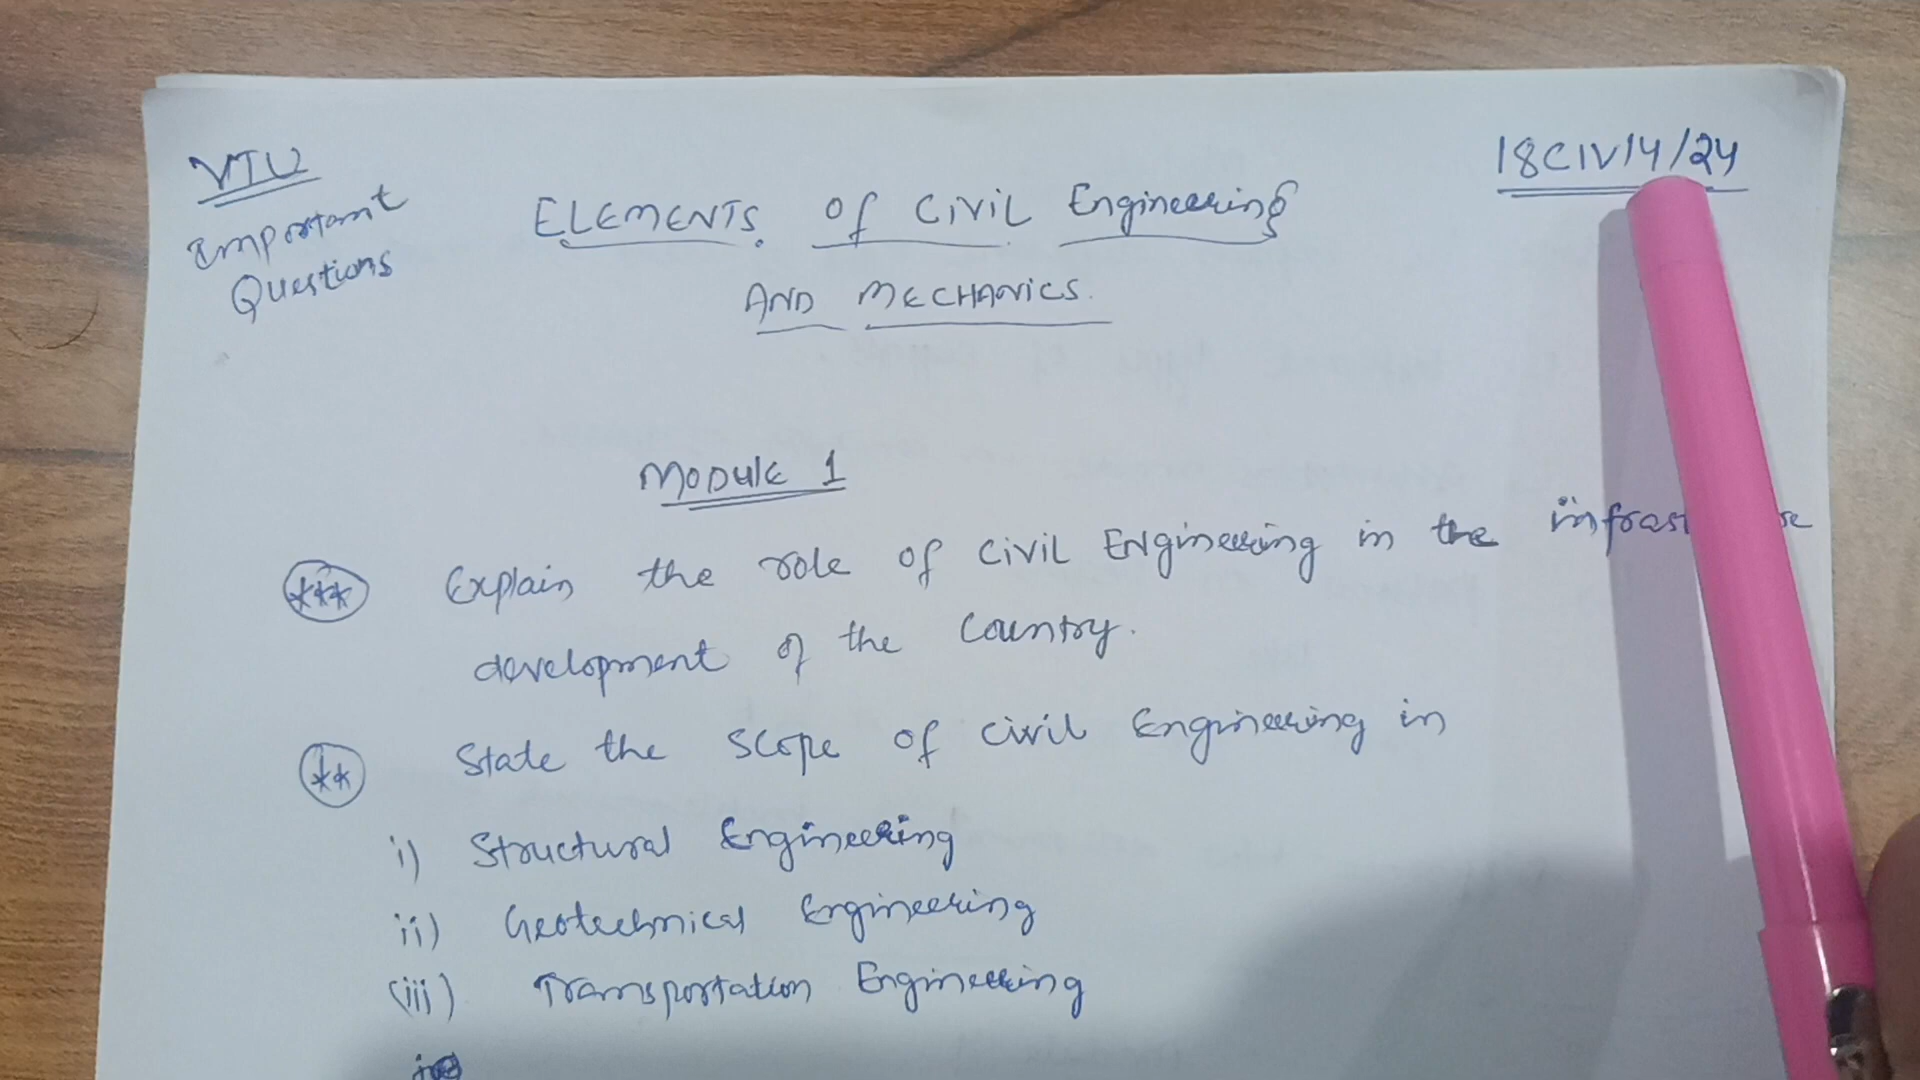 VTU
Important
Questions
18CIV14/24
ELEMENTS of CIVIL Engineering
AND MECHANICS.
MODULE 1
*** Explain the role of Civil Engineering in the
development of the Country.
** State the scope of civil Engineering in
i) Structural Engineering
ii) Geotechnical Engineering
(iii) Transportation Engineering